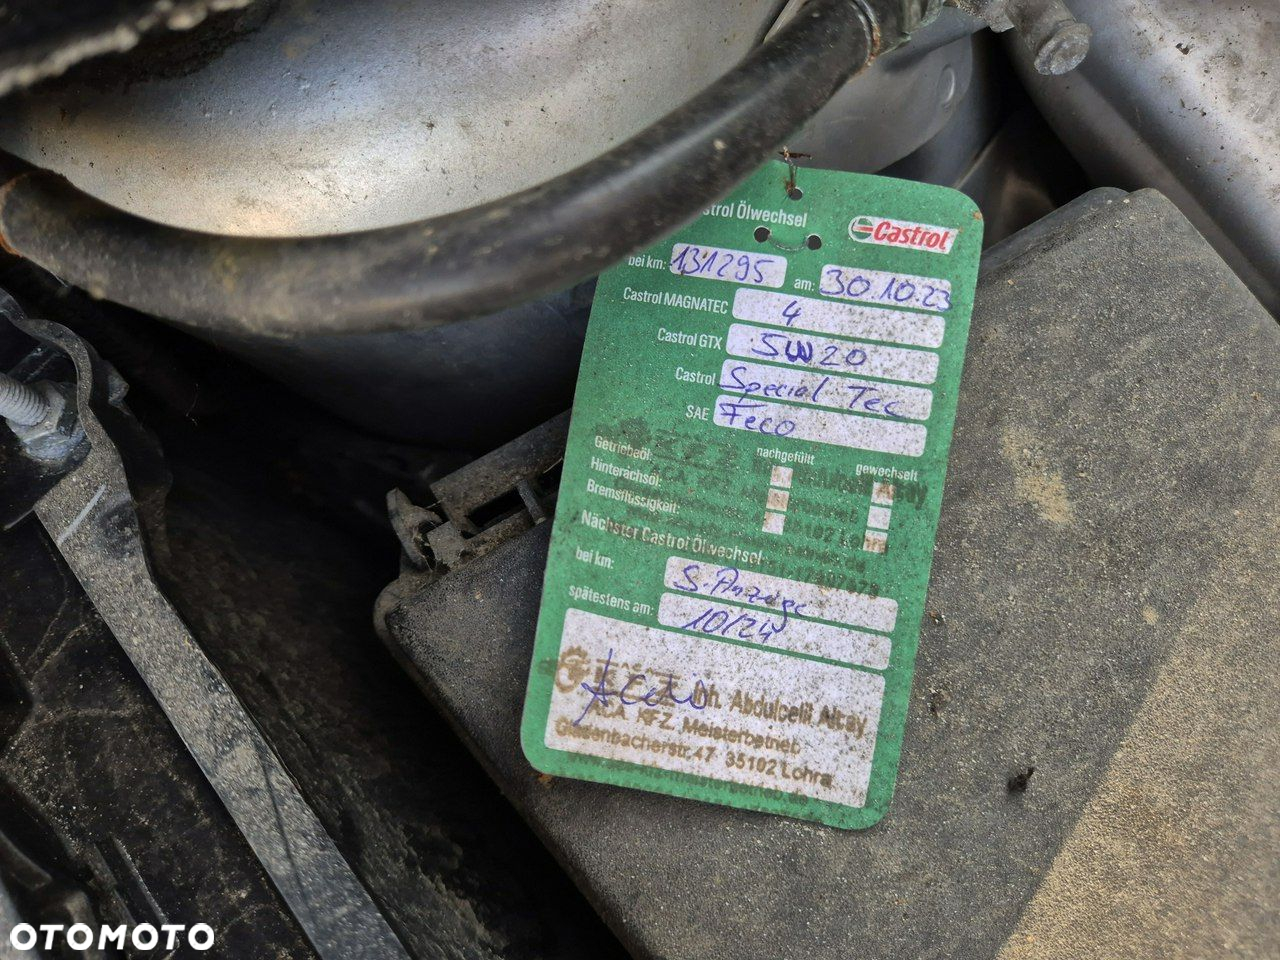 strol Ölwechsel
Castrol
bei km: 131295 am: 30.10.23
Castrol MAGNATEC 4
Castrol GTX 5W20
Castrol Special Tec
SAE Feco
nachgefüllt gewechselt
Getriebeöl:
Hinterachsöl:
Bremsflüssigkeit:
Nächster Castrol Ölwechsel
bei km: S. Anzeige
spätestens am: 10/24
Inh. Abdulcelil Altay
ACA KFZ Meisterbetrieb
Gladenbacherstr. 47 35102 Lohra
OTOMOTO